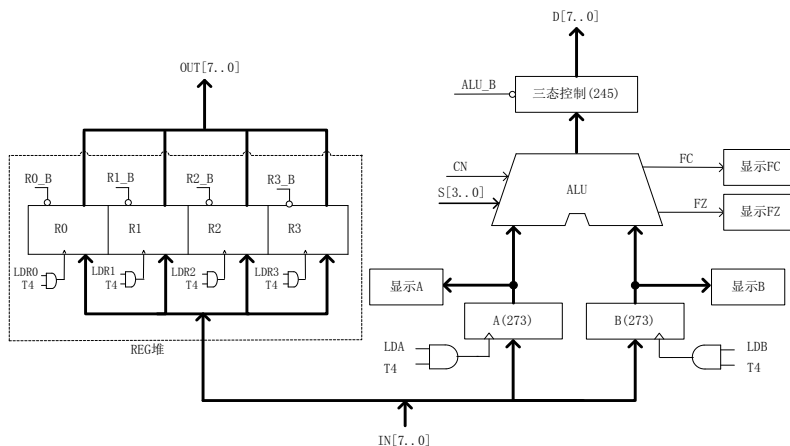 D[7..0]
OUT[7..0]
ALU_B
三态控制(245)
R0_B
R1_B
R2_B
R3_B
CN
S[3..0]
ALU
FC
显示FC
FZ
显示FZ
R0
R1
R2
R3
LDR0
T4
LDR1
T4
LDR2
T4
LDR3
T4
显示A
显示B
A(273)
B(273)
LDA
T4
LDB
T4
REG堆
IN[7..0]